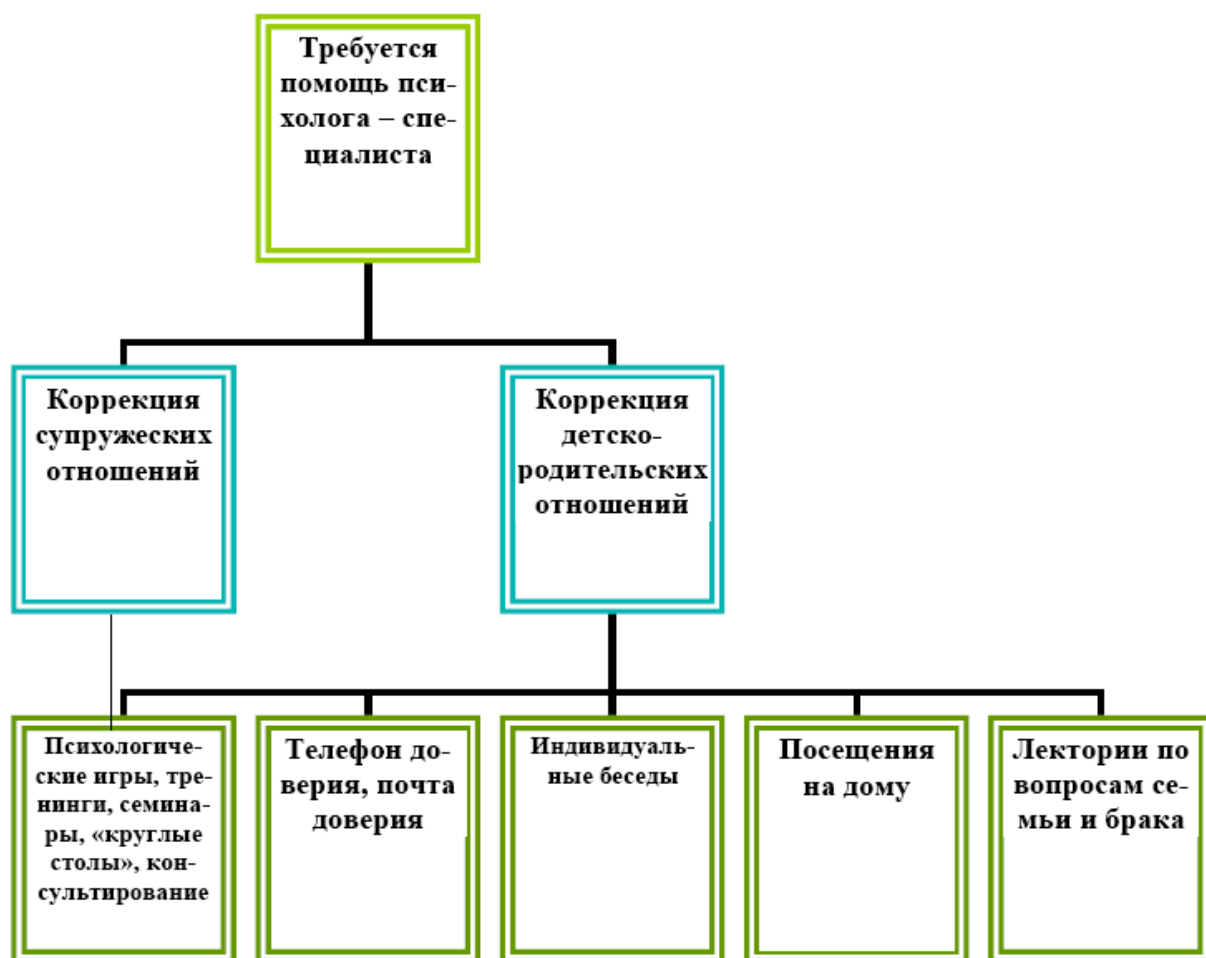 Требуется
помощь пси-
холога – спе-
циалиста
Коррекция
супружеских
отношений
Коррекция
детско-
родительских
отношений
Психологиче-
ские игры, тре-
нинги, семина-
ры, «круглые
столы», кон-
сультирование
Телефон до-
верия, почта
доверия
Индивидуаль-
ные беседы
Посещения
на дому
Лектории по
вопросам се-
мьи и брака